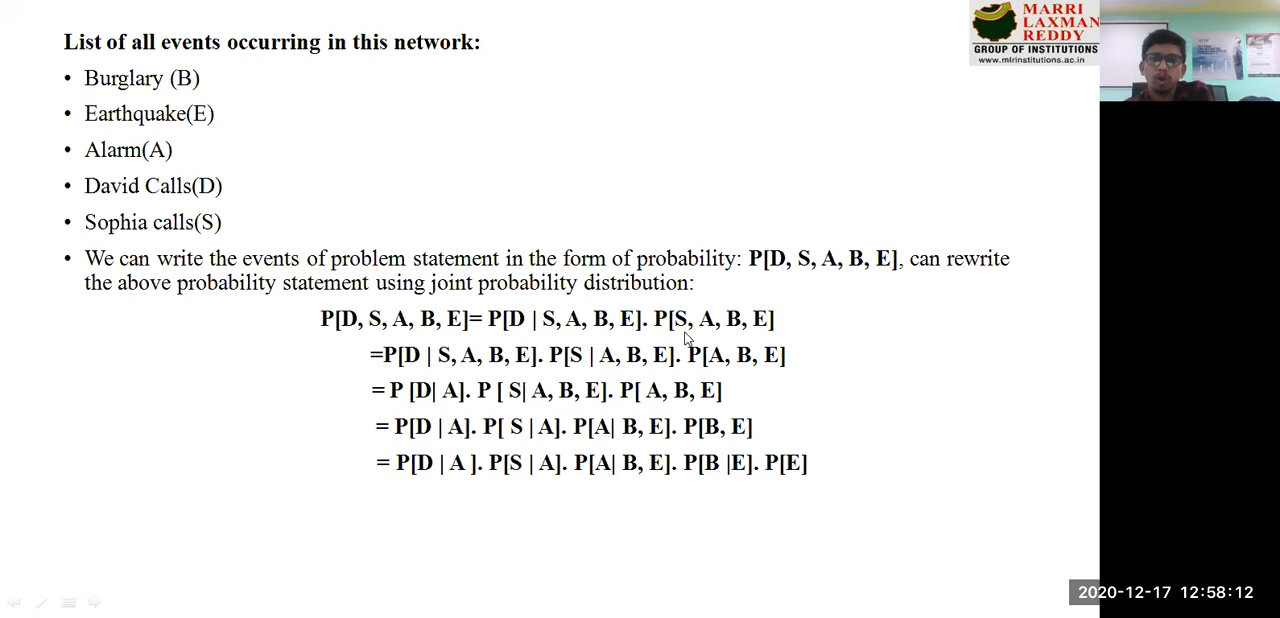 List of all events occurring in this network:
• Burglary (B)
• Earthquake(E)
• Alarm(A)
• David Calls(D)
• Sophia calls(S)
• We can write the events of problem statement in the form of probability: P[D, S, A, B, E], can rewrite
the above probability statement using joint probability distribution:
P[D, S, A, B, E]= P[D | S, A, B, E]. P[S, A, B, E]
=P[D | S, A, B, E]. P[S | A, B, E]. P[A, B, E]
= P [D| A]. P [ S| A, B, E]. P[ A, B, E]
= P[D | A]. P[ S | A]. P[A| B, E]. P[B, E]
= P[D | A ]. P[S | A]. P[A| B, E]. P[B |E]. P[E]
MARRI
LAXMAN
REDDY
GROUP OF INSTITUTIONS
www.mlrinstitutions.ac.in
2020-12-17 12:58:12